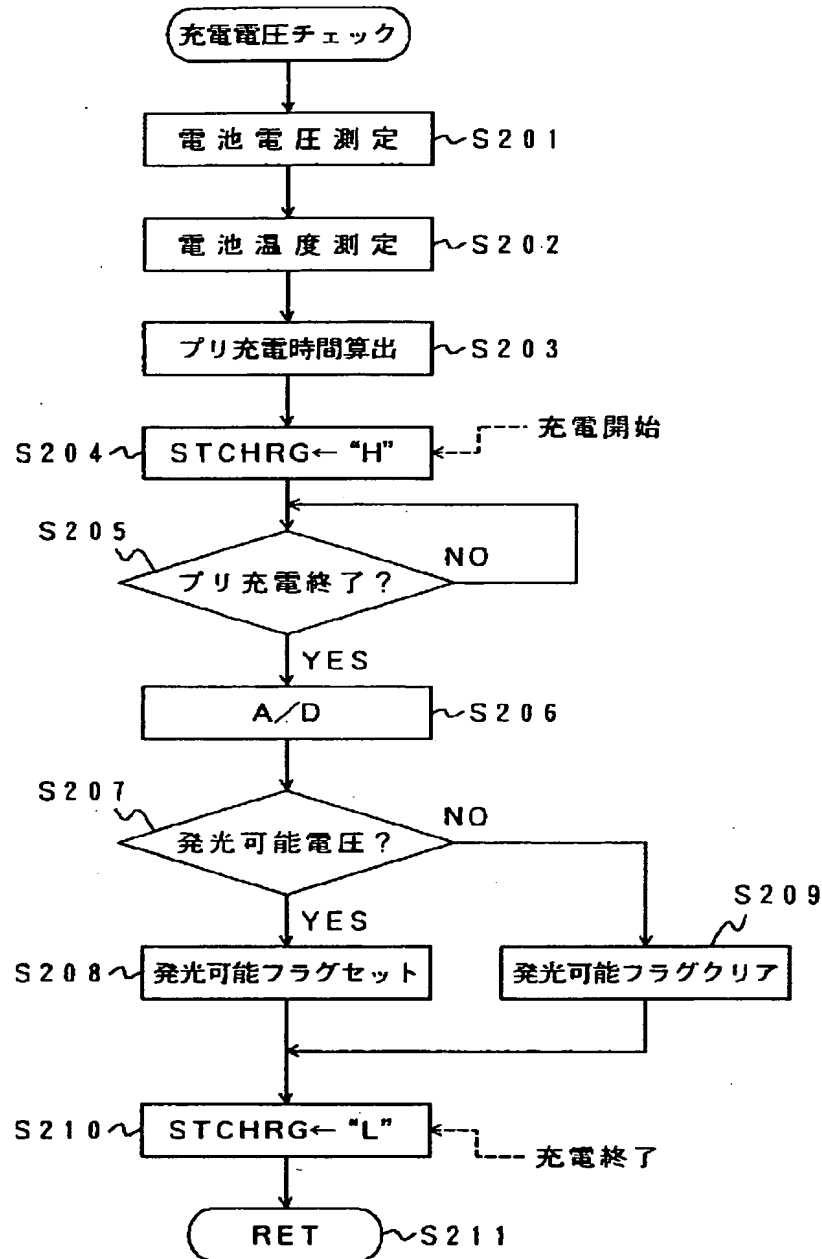 充電電圧チェック
電池電圧測定 S201
電池温度測定 S202
プリ充電時間算出 S203
充電開始
S204 STCHRG←“H”
S205
プリ充電終了? NO
YES
A/D S206
S207
発光可能電圧? NO
YES
S209
S208 発光可能フラグセット 発光可能フラグクリア
S210 STCHRG←“L”
充電終了
RET S211